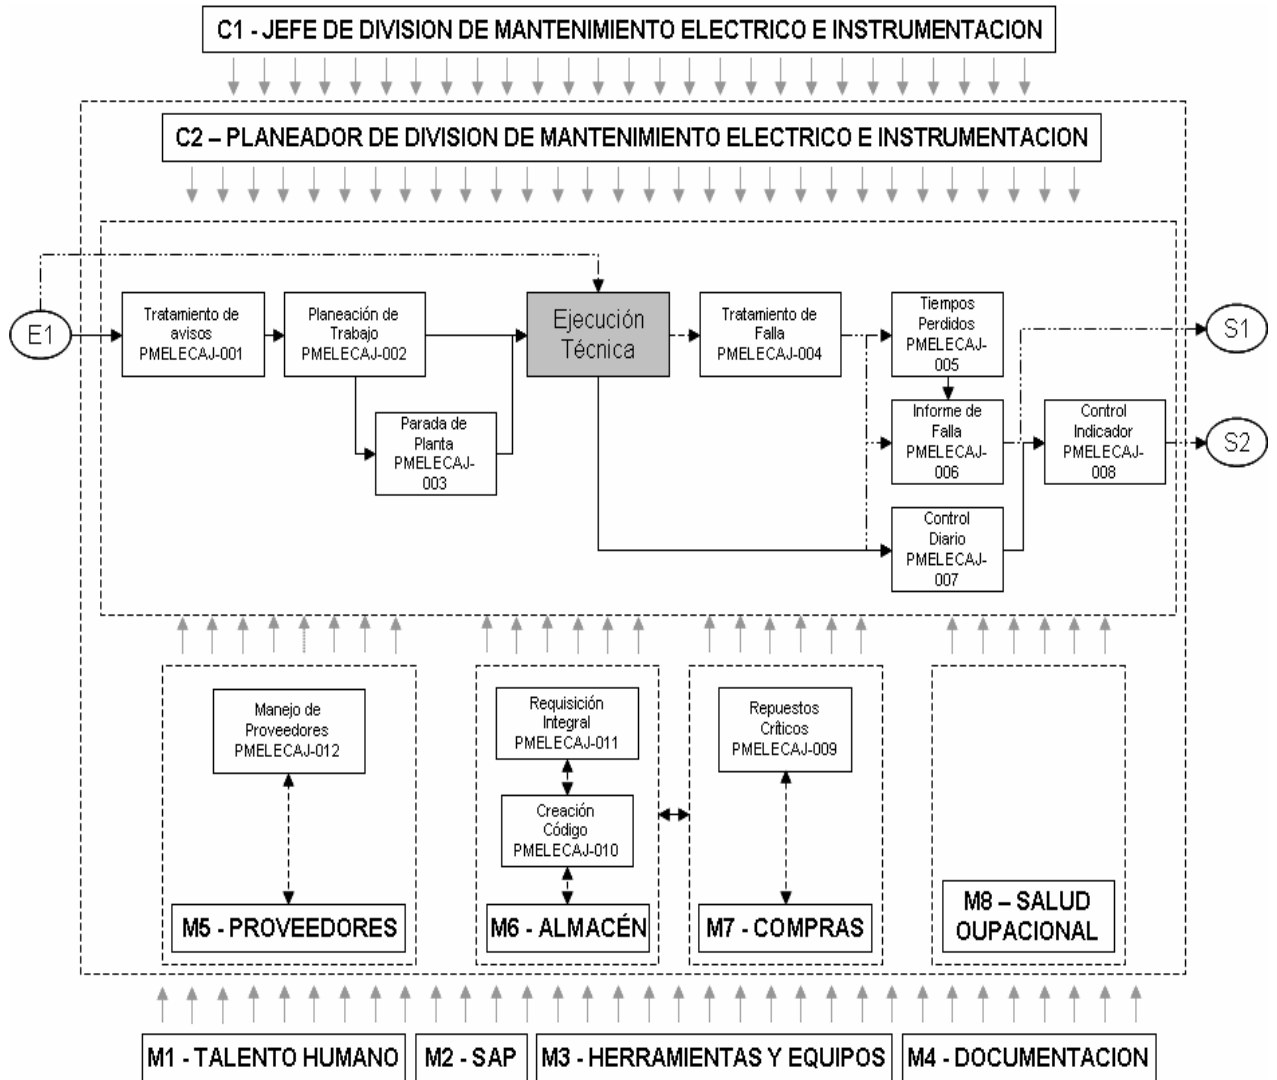 C1 - JEFE DE DIVISION DE MANTENIMIENTO ELECTRICO E INSTRUMENTACION
C2 – PLANEADOR DE DIVISION DE MANTENIMIENTO ELECTRICO E INSTRUMENTACION
E1
Tratamiento de
avisos
PMELECAJ-001
Planeación de
Trabajo
PMELECAJ-002
Parada de
Planta
PMELECAJ-
003
Ejecución
Técnica
Tratamiento de
Falla
PMELECAJ-004
Tiempos
Perdidos
PMELECAJ-
005
Informe de
Falla
PMELECAJ-
006
Control
Diario
PMELECAJ-
007
Control
Indicador
PMELECAJ-
008
S1
S2
Manejo de
Proveedores
PMELECAJ-012
M5 - PROVEEDORES
Requisición
Integral
PMELECAJ-011
Creación
Código
PMELECAJ-010
M6 - ALMACÉN
Repuestos
Críticos
PMELECAJ-009
M7 - COMPRAS
M8 – SALUD
OUPACIONAL
M1 - TALENTO HUMANO
M2 - SAP
M3 - HERRAMIENTAS Y EQUIPOS
M4 - DOCUMENTACION